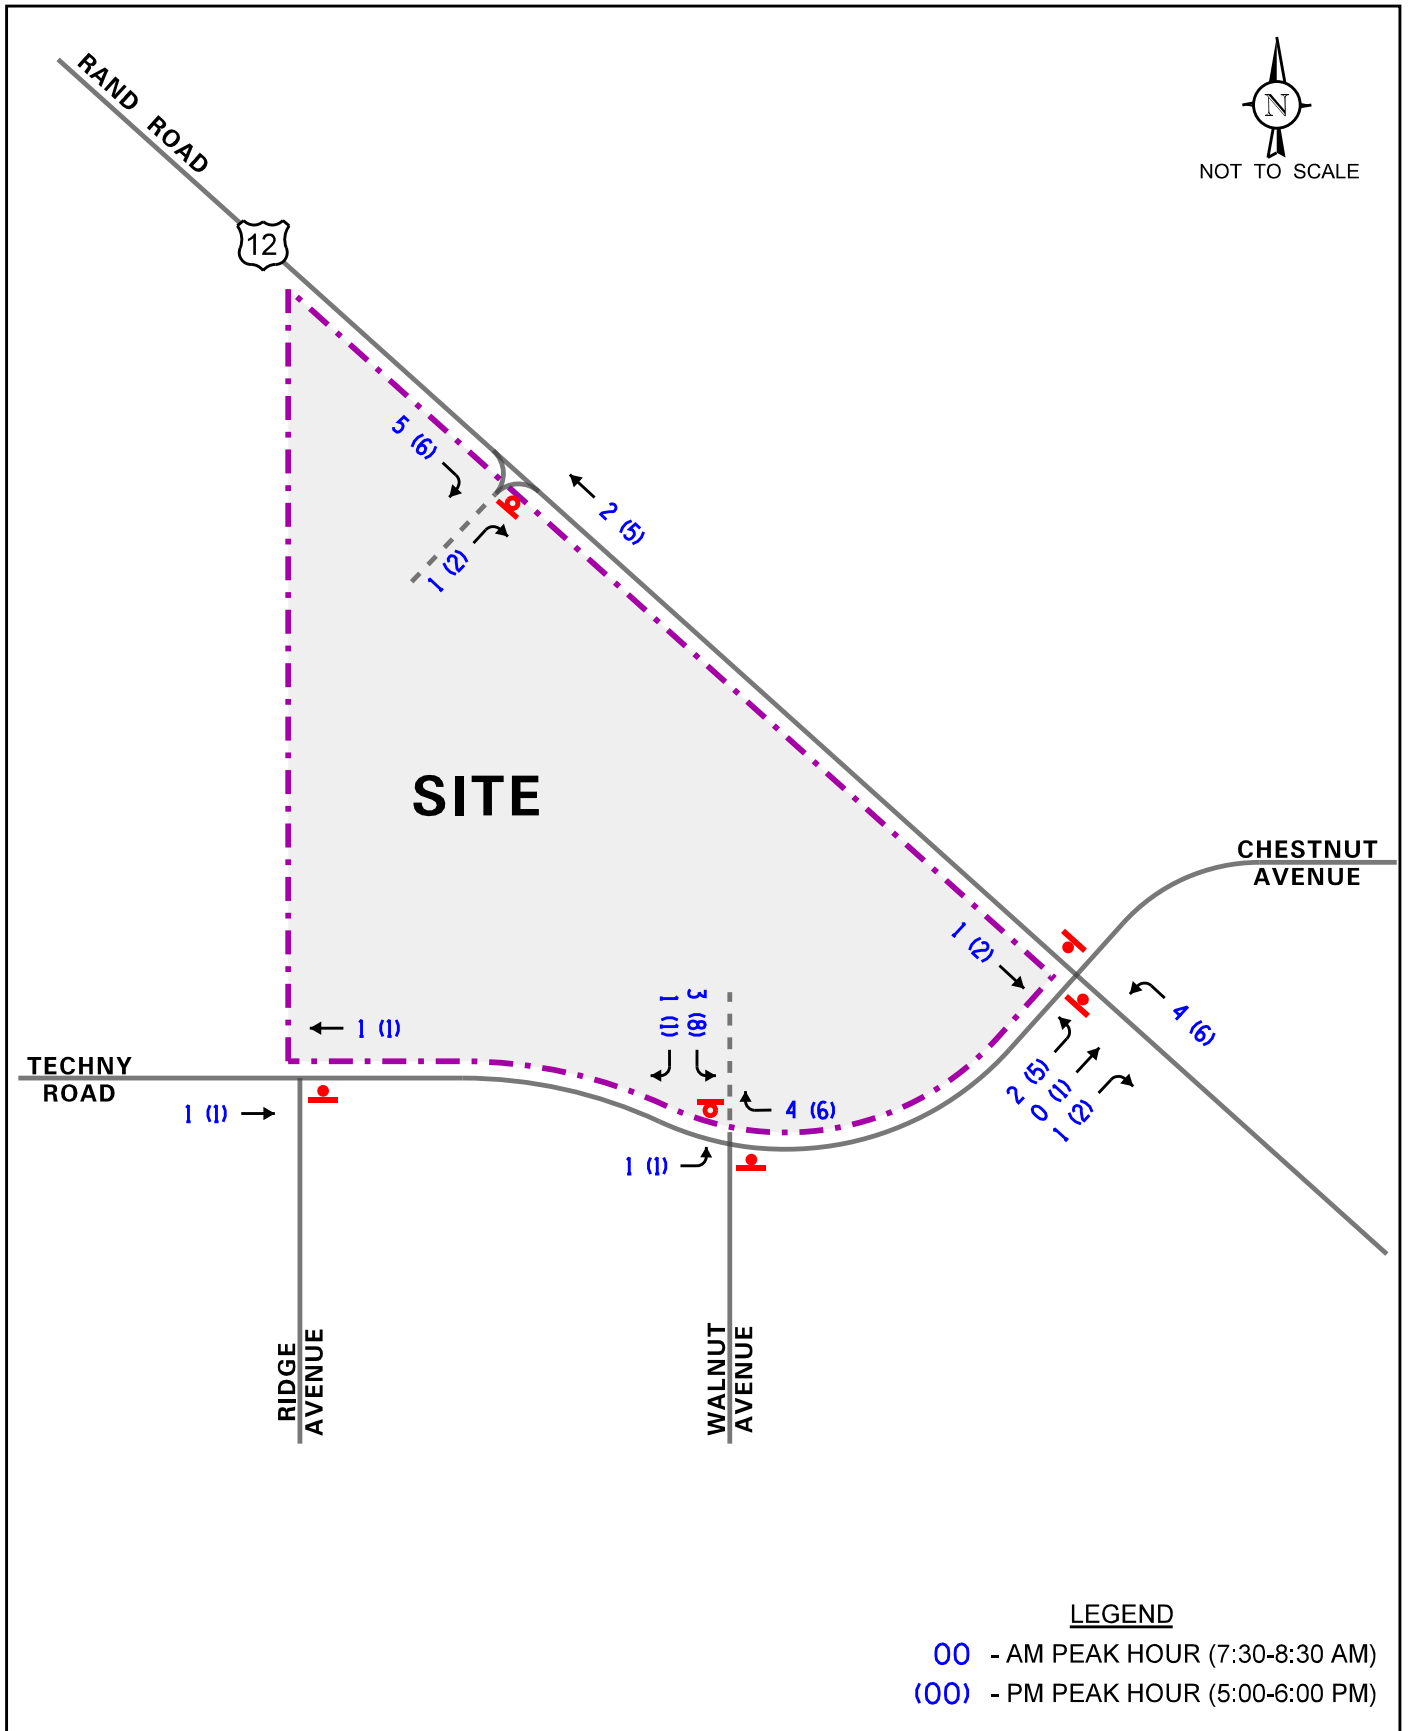 RAND ROAD
N
NOT TO SCALE
12
5 (6)
2 (5)
1 (2)
SITE
CHESTNUT
AVENUE
1 (2)
3 (8)
1 (1)
4 (6)
1 (1)
TECHNY
ROAD
2 (5)
0 (1)
1 (2)
1 (1)
4 (6)
1 (1)
RIDGE
AVENUE
WALNUT
AVENUE
LEGEND
00 - AM PEAK HOUR (7:30-8:30 AM)
(00) - PM PEAK HOUR (5:00-6:00 PM)